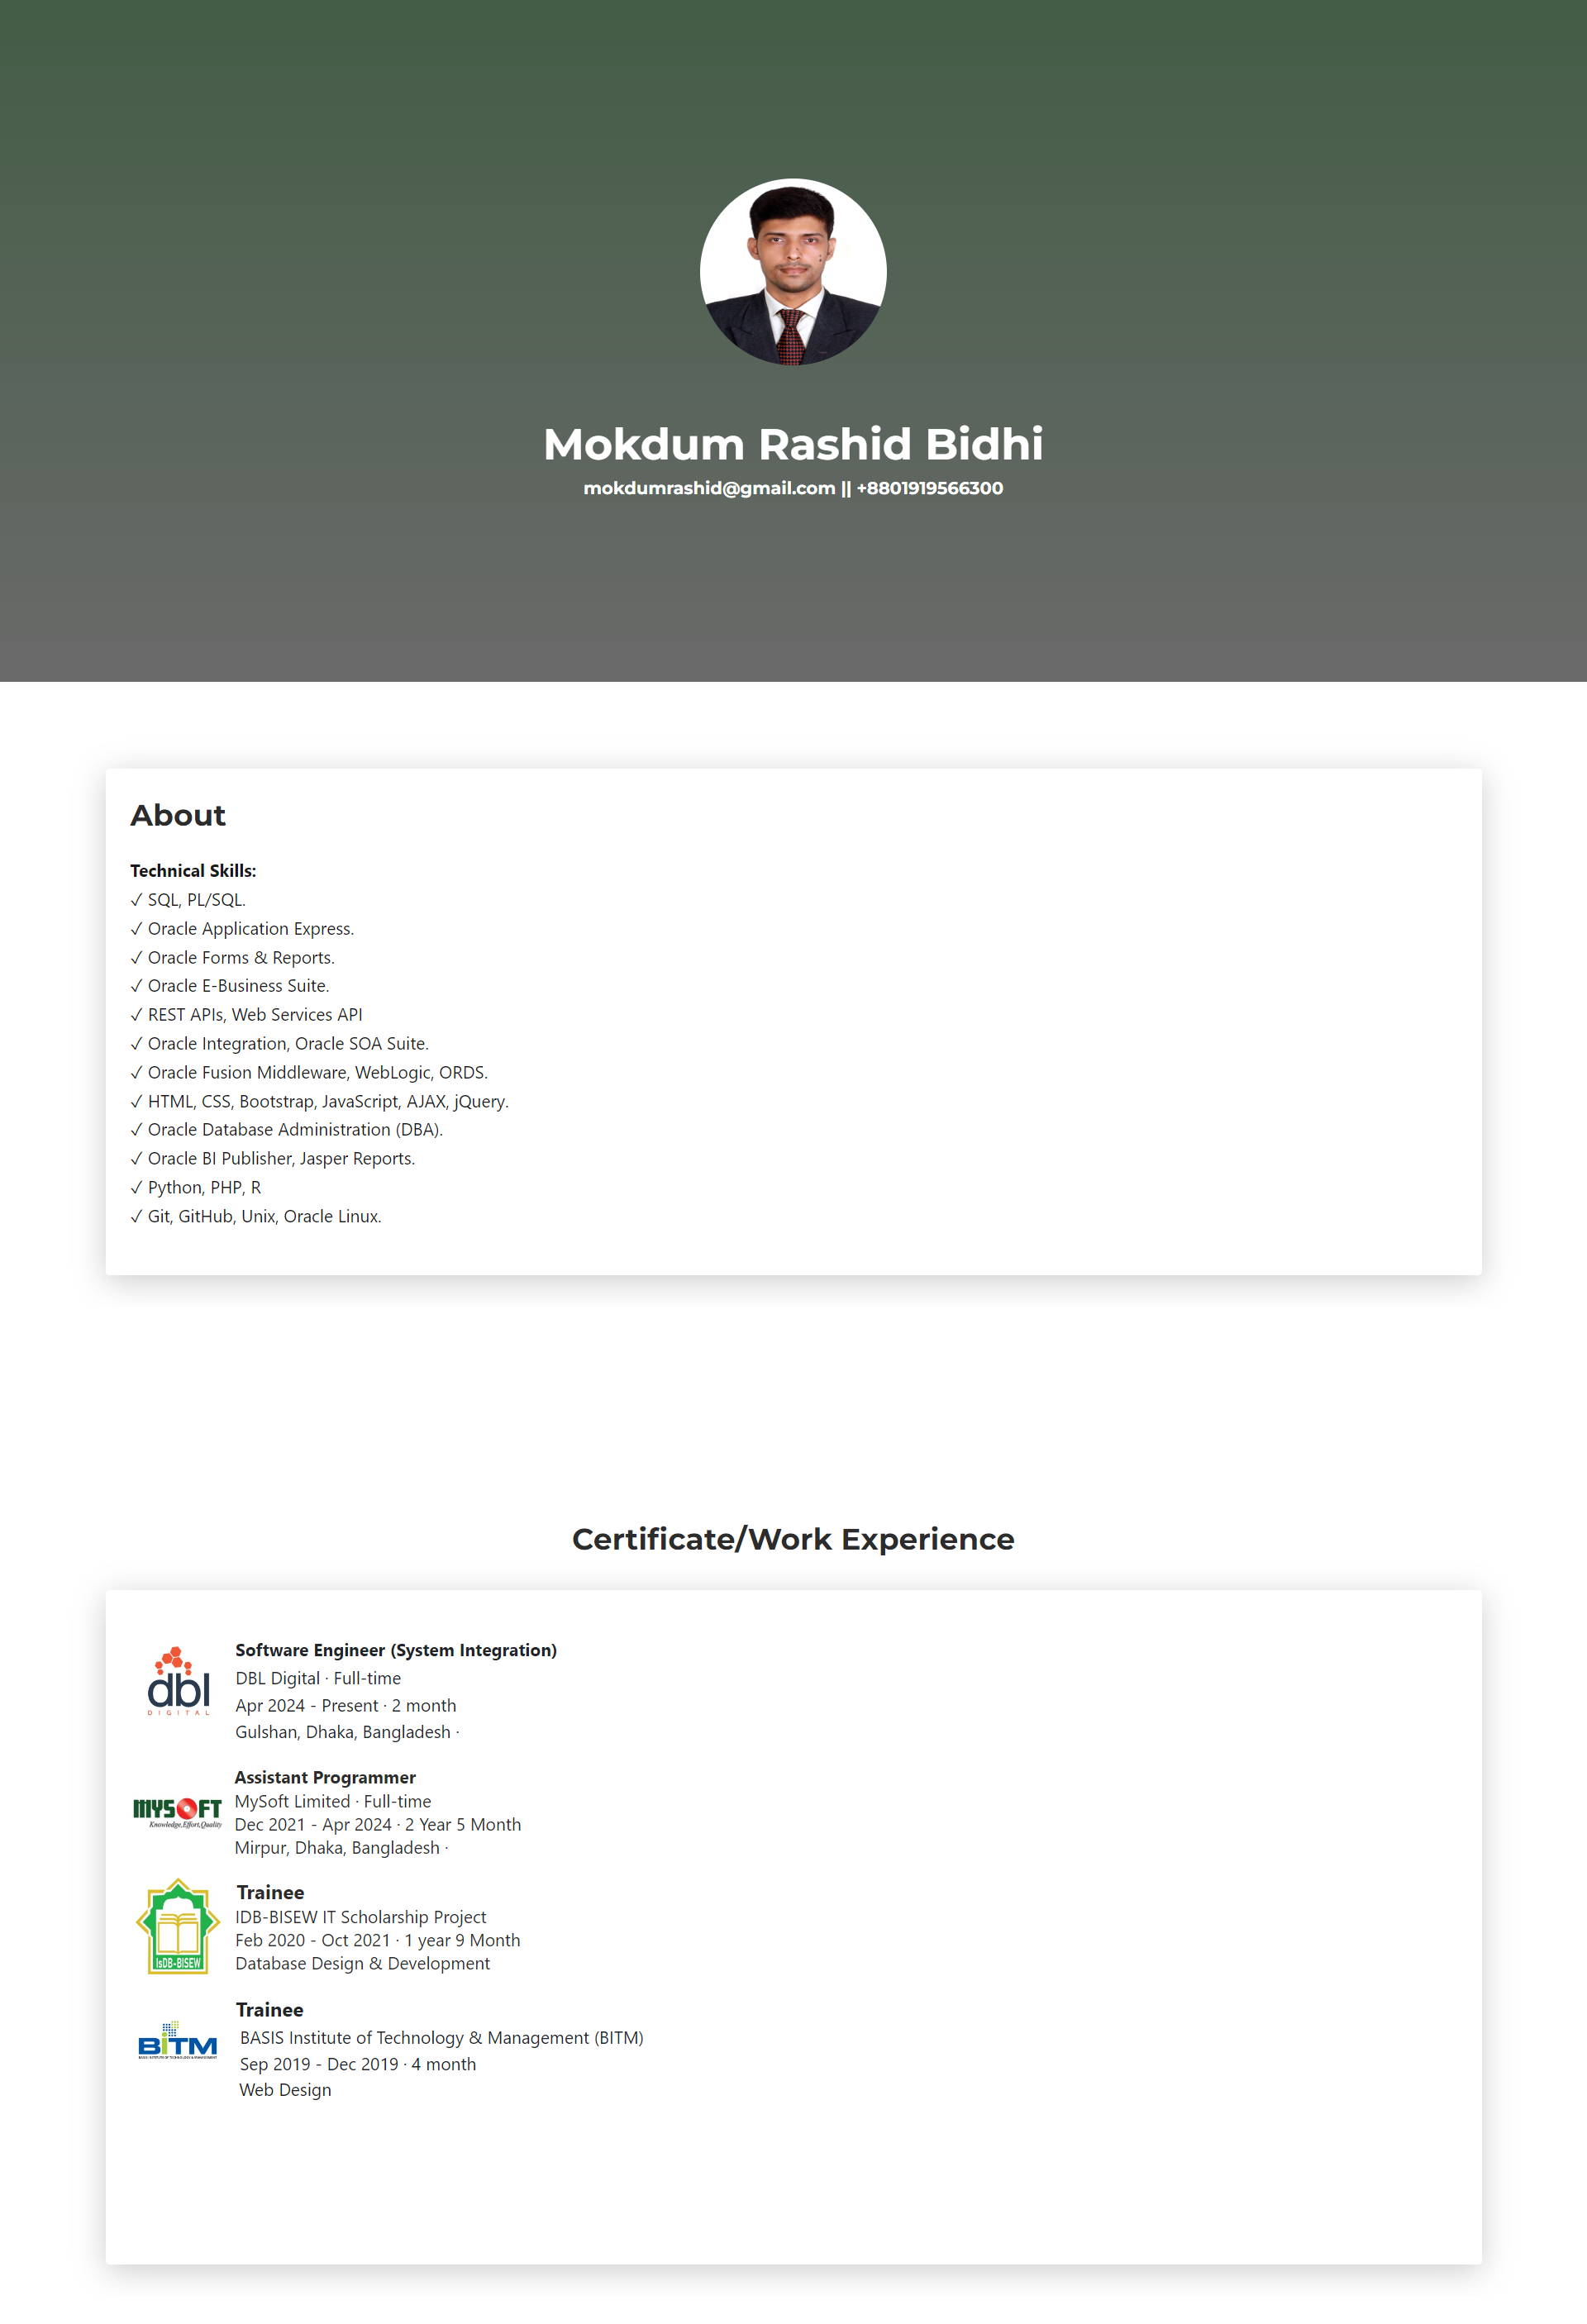 Mokdum Rashid Bidhi
mokdumrashid@gmail.com || +8801919566300
About
Technical Skills:
✓ SQL, PL/SQL.
✓ Oracle Application Express.
✓ Oracle Forms & Reports.
✓ Oracle E-Business Suite.
✓ REST APIs, Web Services API
✓ Oracle Integration, Oracle SOA Suite.
✓ Oracle Fusion Middleware, WebLogic, ORDS.
✓ HTML, CSS, Bootstrap, JavaScript, AJAX, jQuery.
✓ Oracle Database Administration (DBA).
✓ Oracle BI Publisher, Jasper Reports.
✓ Python, PHP, R
✓ Git, GitHub, Unix, Oracle Linux.
Certificate/Work Experience
dbl
DIGITAL
Software Engineer (System Integration)
DBL Digital · Full-time
Apr 2024 - Present · 2 month
Gulshan, Dhaka, Bangladesh ·
MYSOFT
Knowledge,Effort,Quality
Assistant Programmer
MySoft Limited · Full-time
Dec 2021 - Apr 2024 · 2 Year 5 Month
Mirpur, Dhaka, Bangladesh ·
IsDB-BISEW
Trainee
IDB-BISEW IT Scholarship Project
Feb 2020 - Oct 2021 · 1 year 9 Month
Database Design & Development
BiTM
BASIS INSTITUTE OF TECHNOLOGY & MANAGEMENT
Trainee
BASIS Institute of Technology & Management (BITM)
Sep 2019 - Dec 2019 · 4 month
Web Design